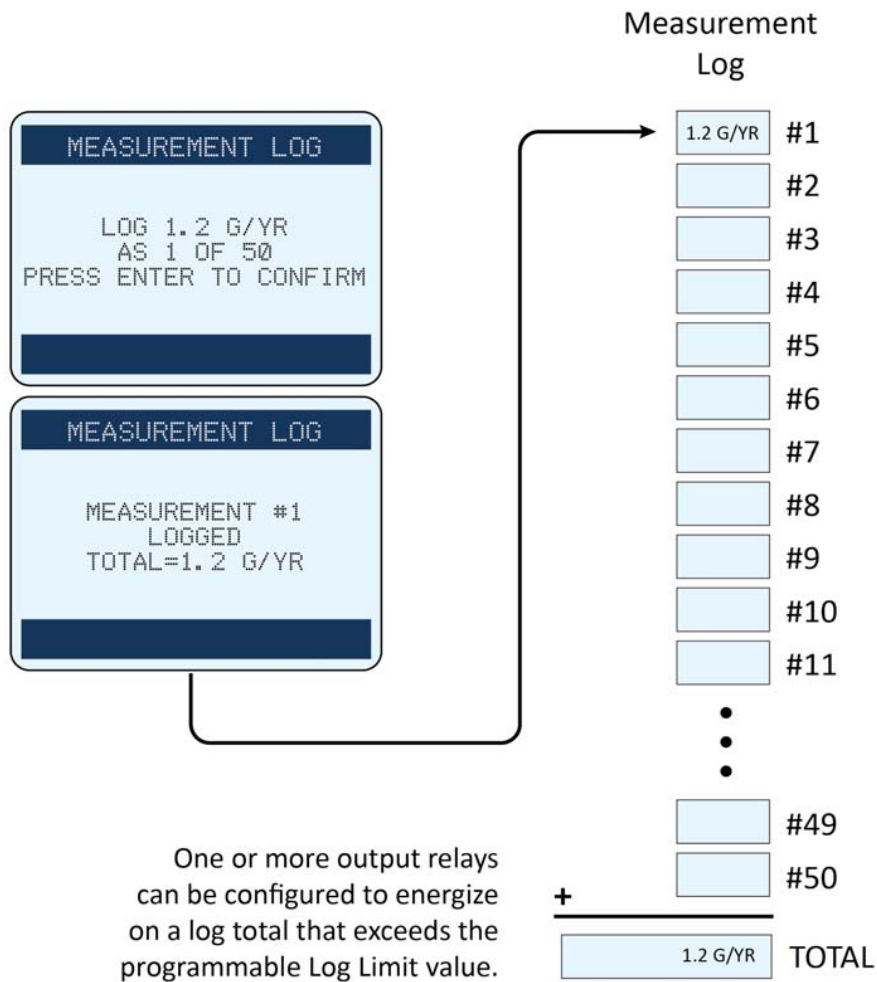 Measurement
Log
MEASUREMENT LOG
LOG 1.2 G/YR
AS 1 OF 50
PRESS ENTER TO CONFIRM
MEASUREMENT LOG
MEASUREMENT #1
LOGGED
TOTAL=1.2 G/YR
1.2 G/YR #1
#2
#3
#4
#5
#6
#7
#8
#9
#10
#11
#49
#50
+
1.2 G/YR TOTAL
One or more output relays
can be configured to energize
on a log total that exceeds the
programmable Log Limit value.